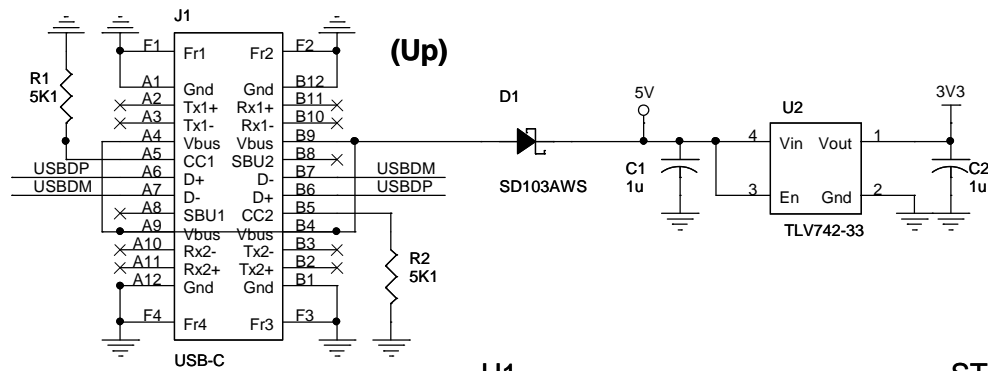 J1
(Up)
F1 Fr1 Fr2 F2
R1
5K1
A1 Gnd Gnd B12
A2 Tx1+ Rx1+ B11
A3 Tx1- Rx1- B10
A4 Vbus Vbus B9
A5 CC1 SBU2 B8
USBDP A6 D+ D- B7 USBDM
USBDM A7 D- D+ B6 USBDP
A8 SBU1 CC2 B5
A9 Vbus Vbus B4
A10 Rx2- Tx2- B3
A11 Rx2+ Tx2+ B2
A12 Gnd Gnd B1
F4 Fr4 Fr3 F3
USB-C
R2
5K1
D1
SD103AWS
5V
C1
1u
U2
4 Vin Vout 1
3 En Gnd 2
TLV742-33
3V3
C2
1u
U1
ST